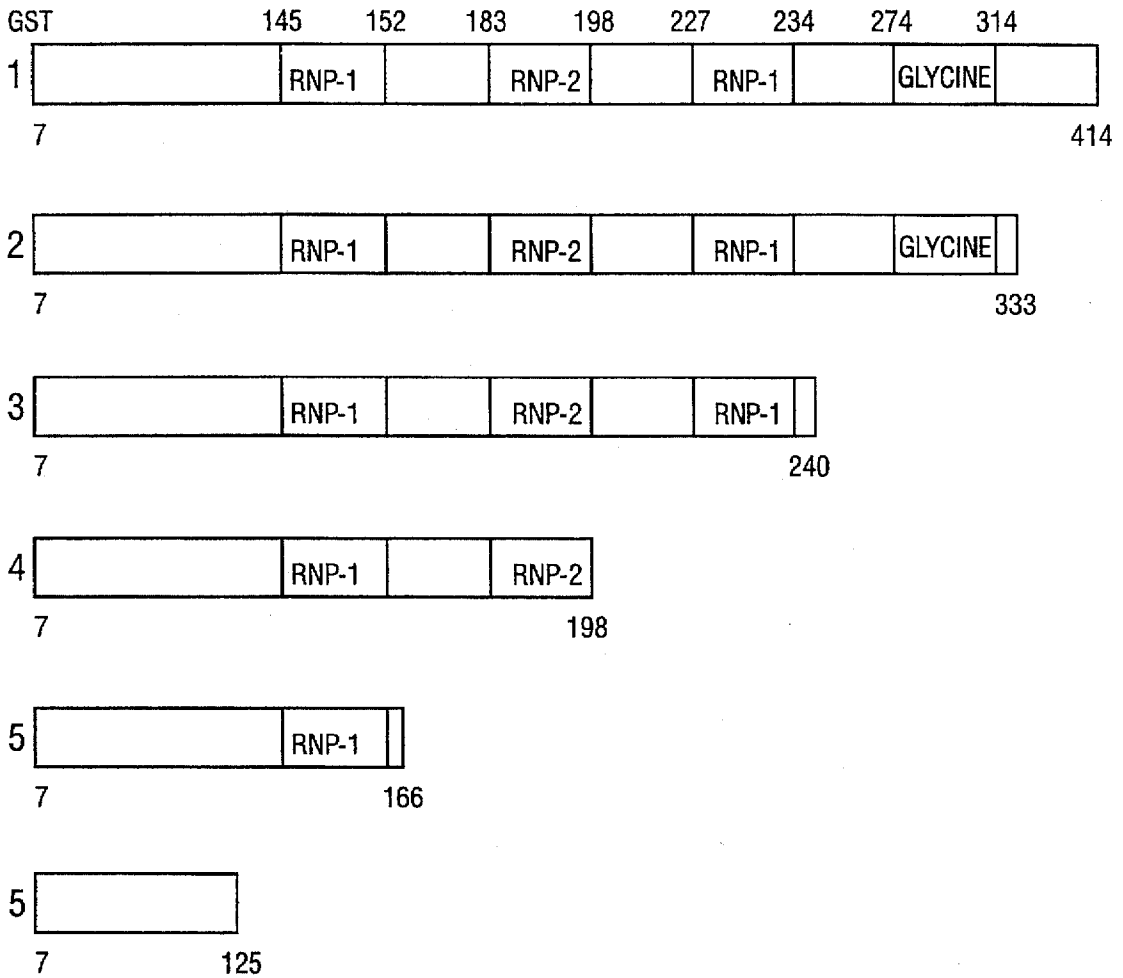 GST 145 152 183 198 227 234 274 314
1 RNP-1 RNP-2 RNP-1 GLYCINE
7 414
2 RNP-1 RNP-2 RNP-1 GLYCINE
7 333
3 RNP-1 RNP-2 RNP-1
7 240
4 RNP-1 RNP-2
7 198
5 RNP-1
7 166
5
7 125